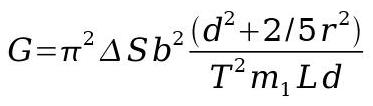 G=π²ΔSb² (d²+2/5r²) / T²m₁Ld